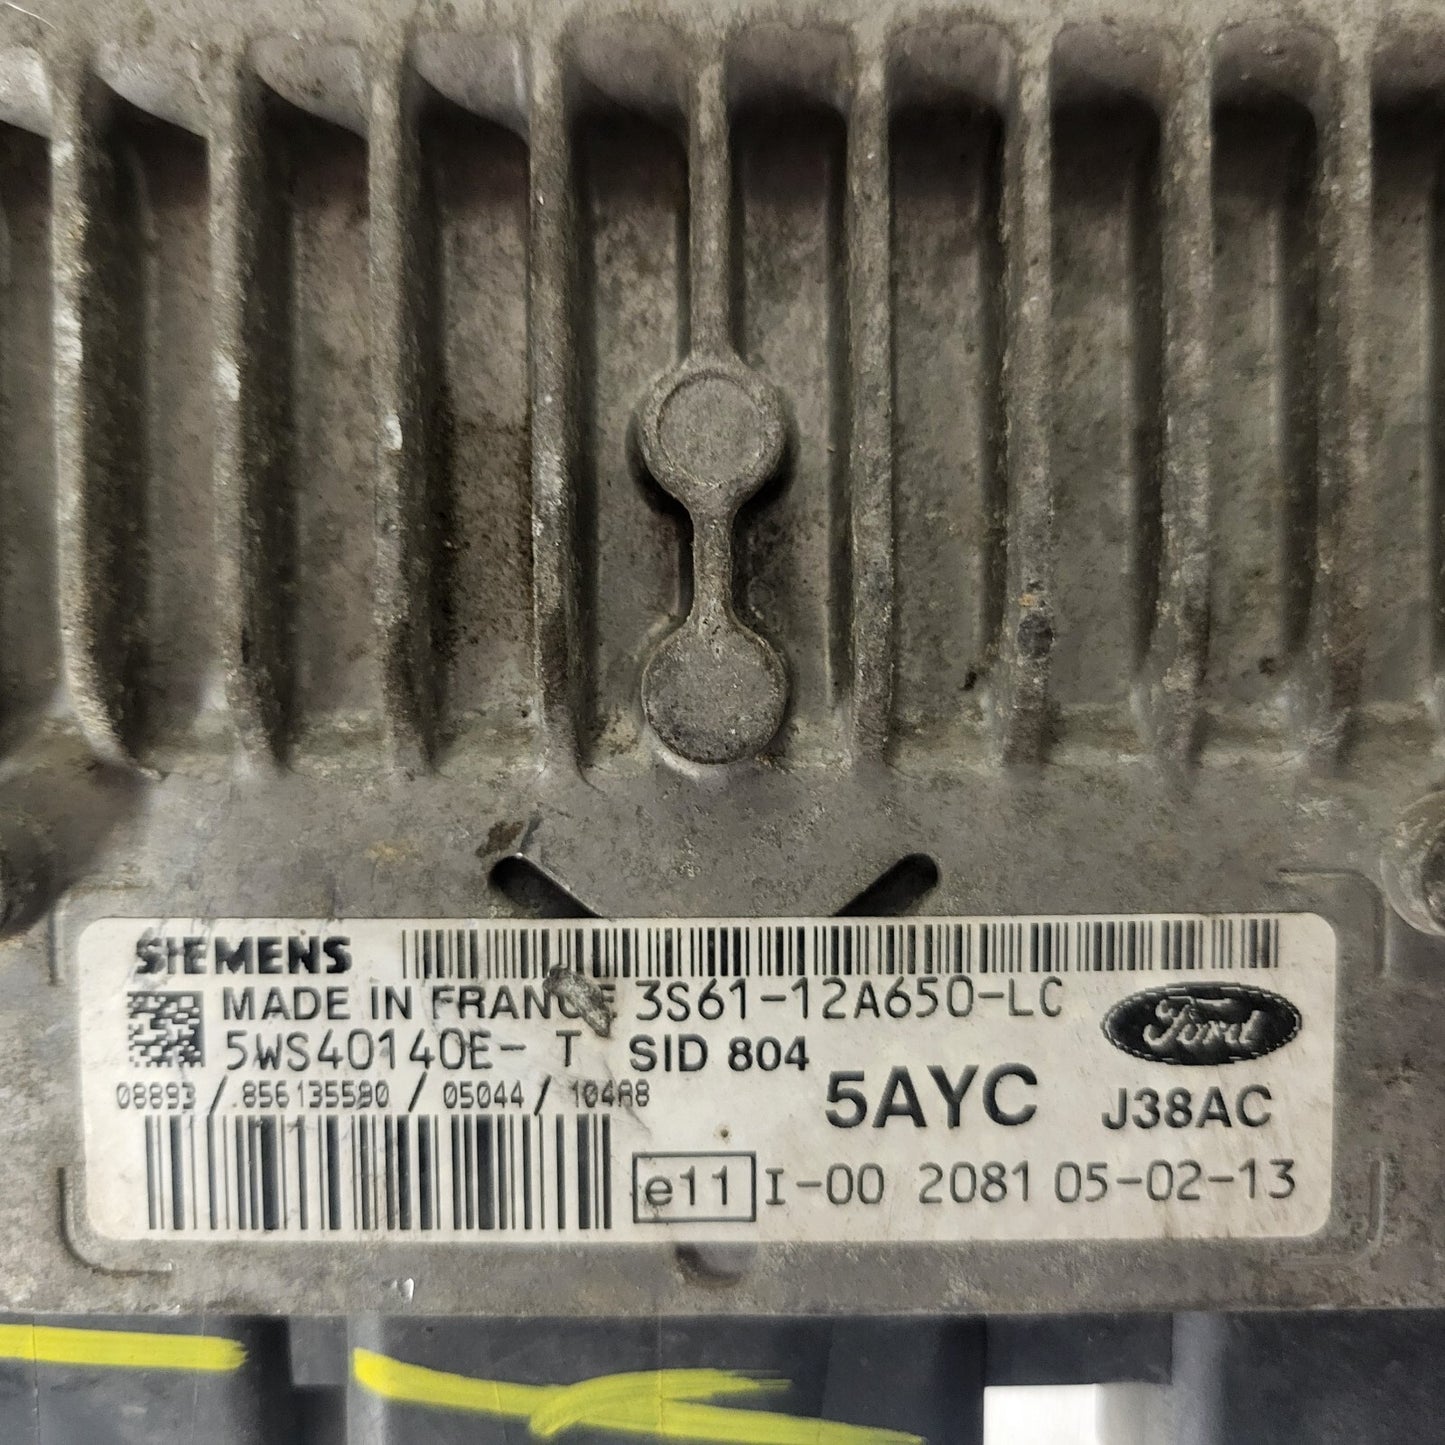 SIEMENS
MADE IN FRANCE 3S61-12A650-LC
Ford
5WS40140E- T SID 804
08893 / 856135580 / 05044 / 104A8
5AYC J38AC
e11 I-00 2081 05-02-13